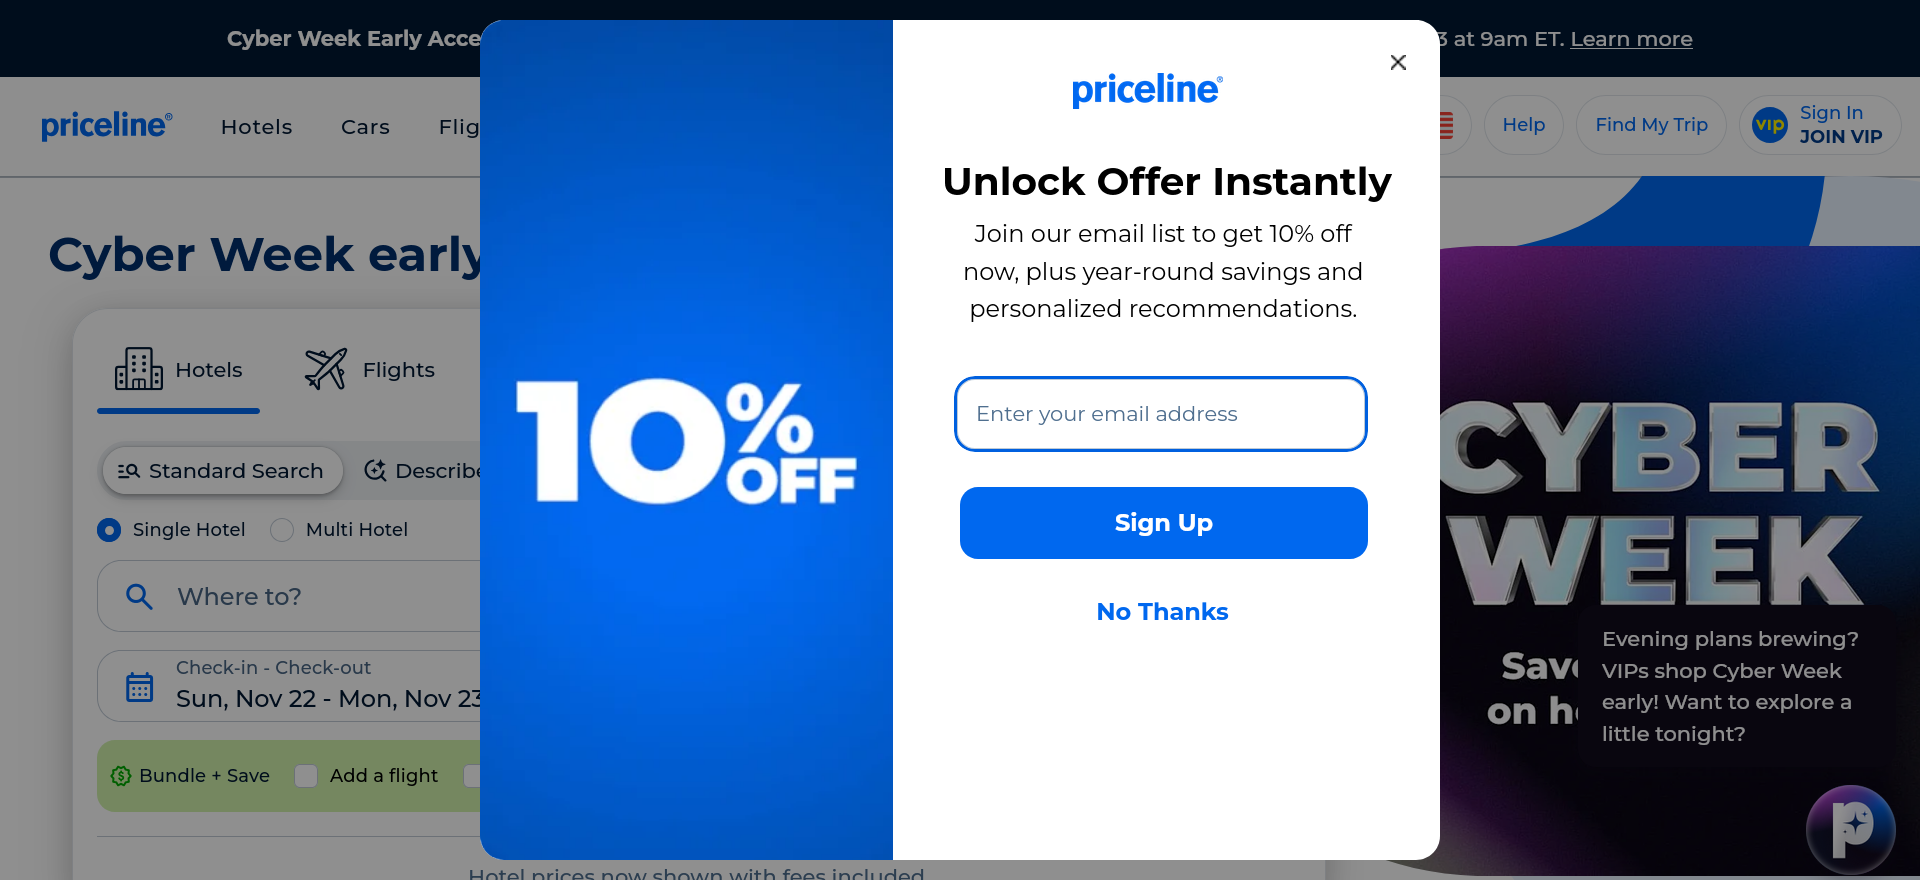 Cyber Week Early Acce
3 at 9am ET. Learn more
priceline®
Hotels
Cars
Flig
Help
Find My Trip
vip
Sign In
JOIN VIP
Cyber Week early
Hotels
Flights
Standard Search
Describe
Single Hotel
Multi Hotel
Where to?
Check-in - Check-out
Sun, Nov 22 - Mon, Nov 23
Bundle + Save
Add a flight
Hotel prices now shown with fees included
10% OFF
priceline®
Unlock Offer Instantly
Join our email list to get 10% off
now, plus year-round savings and
personalized recommendations.
Enter your email address
Sign Up
No Thanks
CYBER
WEEK
Save
on h
Evening plans brewing?
VIPs shop Cyber Week
early! Want to explore a
little tonight?
p